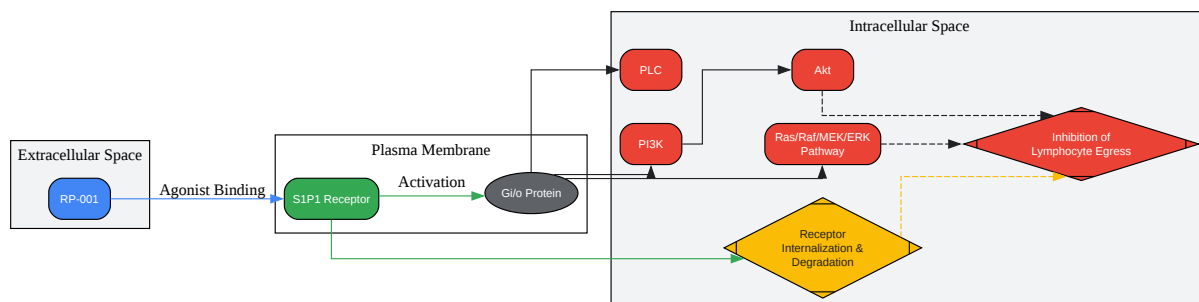 Intracellular Space
PLC
Akt
Extracellular Space
Plasma Membrane
PI3K
Ras/Raf/MEK/ERK
Pathway
Inhibition of
Lymphocyte Egress
RP-001
Agonist Binding
S1P1 Receptor
Activation
Gi/o Protein
Receptor
Internalization &
Degradation